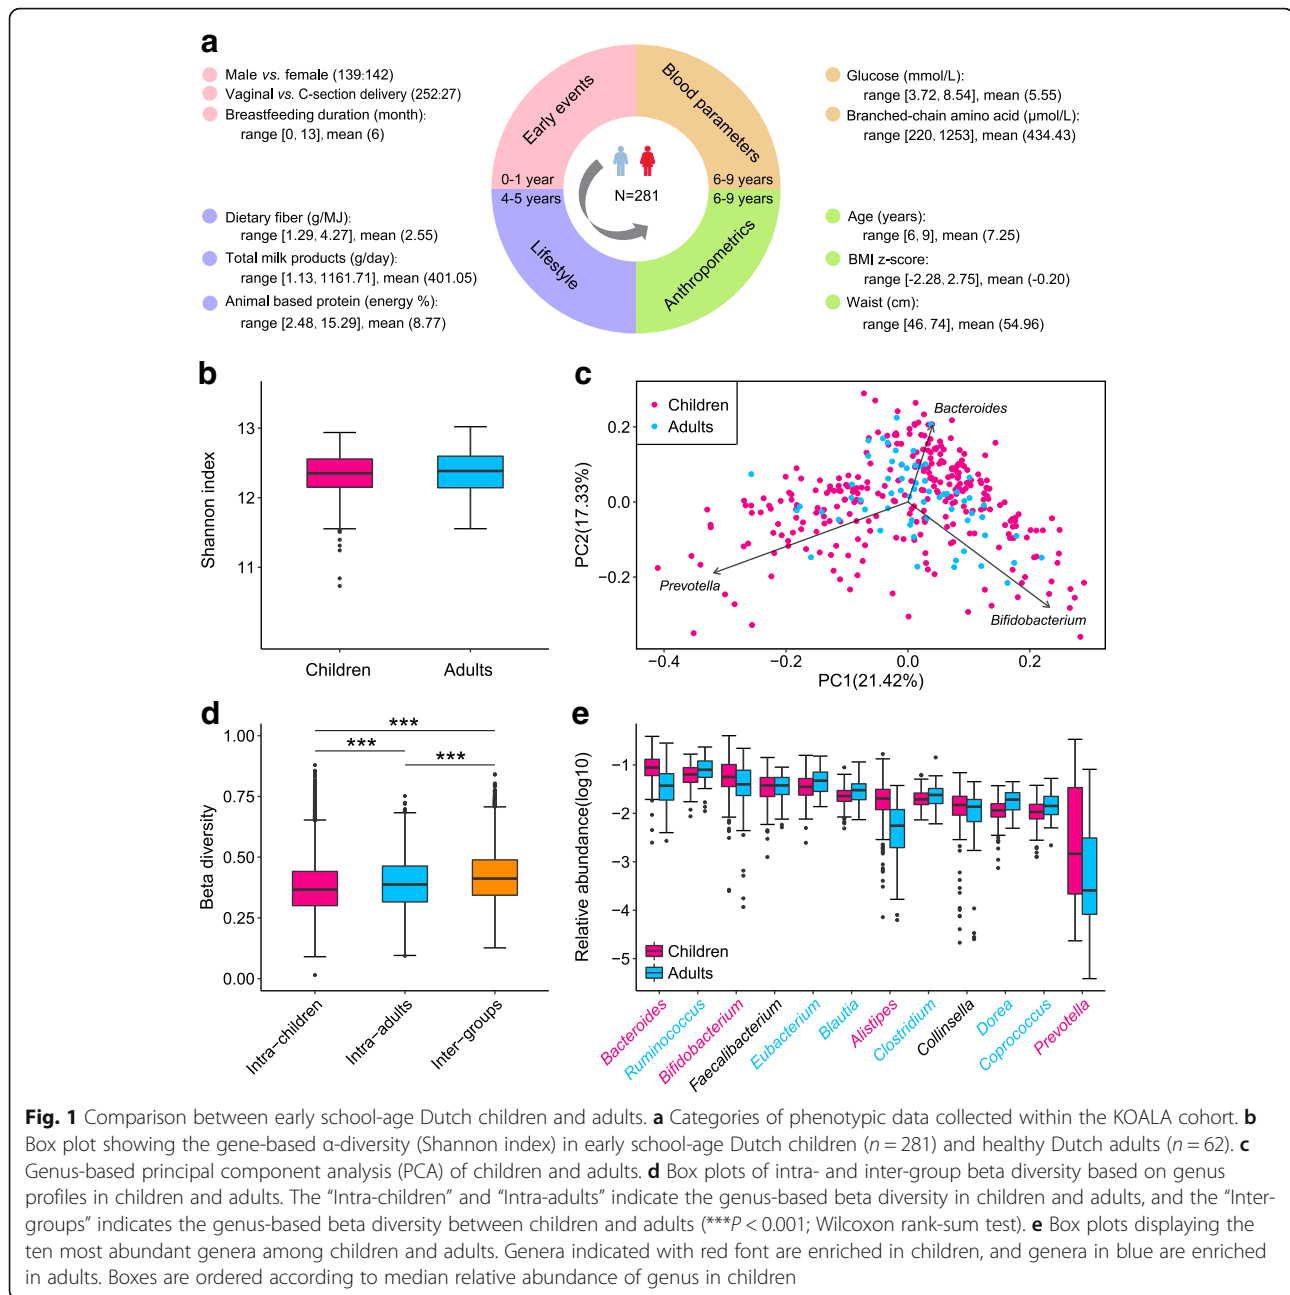 a
Male vs. female (139:142)
Vaginal vs. C-section delivery (252:27)
Breastfeeding duration (month):
range [0, 13], mean (6)
Dietary fiber (g/MJ):
range [1.29, 4.27], mean (2.55)
Total milk products (g/day):
range [1.13, 1161.71], mean (401.05)
Animal based protein (energy %):
range [2.48, 15.29], mean (8.77)
Early events
Blood parameters
0-1 year
6-9 years
4-5 years
6-9 years
N=281
Lifestyle
Anthropometrics
Glucose (mmol/L):
range [3.72, 8.54], mean (5.55)
Branched-chain amino acid (μmol/L):
range [220, 1253], mean (434.43)
Age (years):
range [6, 9], mean (7.25)
BMI z-score:
range [-2.28, 2.75], mean (-0.20)
Waist (cm):
range [46, 74], mean (54.96)
b
Shannon index
13
12
11
Children
Adults
c
Children
Adults
Bacteroides
Prevotella
Bifidobacterium
PC2(17.33%)
0.2
0.0
−0.2
−0.4
−0.2
0.0
0.2
PC1(21.42%)
d
Beta diversity
1.00
0.75
0.50
0.25
0.00
***
***
***
Intra-children
Intra-adults
Inter-groups
e
Relative abundance(log10)
−1
−2
−3
−4
−5
Children
Adults
Bacteroides
Ruminococcus
Bifidobacterium
Faecalibacterium
Eubacterium
Blautia
Alistipes
Clostridium
Collinsella
Dorea
Coprococcus
Prevotella
Fig. 1 Comparison between early school-age Dutch children and adults. a Categories of phenotypic data collected within the KOALA cohort. b
Box plot showing the gene-based α-diversity (Shannon index) in early school-age Dutch children (n = 281) and healthy Dutch adults (n = 62). c
Genus-based principal component analysis (PCA) of children and adults. d Box plots of intra- and inter-group beta diversity based on genus
profiles in children and adults. The “Intra-children” and “Intra-adults” indicate the genus-based beta diversity in children and adults, and the “Inter-
groups” indicates the genus-based beta diversity between children and adults (***P < 0.001; Wilcoxon rank-sum test). e Box plots displaying the
ten most abundant genera among children and adults. Genera indicated with red font are enriched in children, and genera in blue are enriched
in adults. Boxes are ordered according to median relative abundance of genus in children